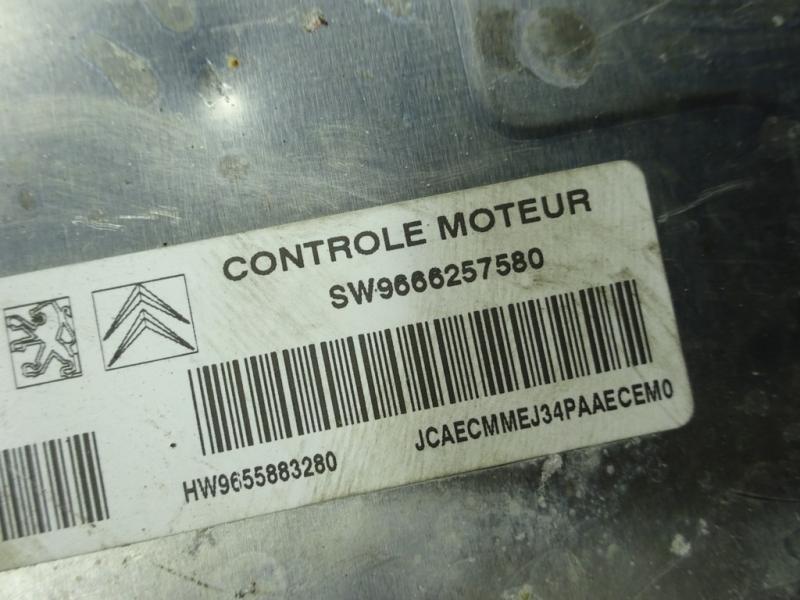 CONTROLE MOTEUR
SW9666257580
JCAECMMEJ34PAAECEM0
HW9655883280